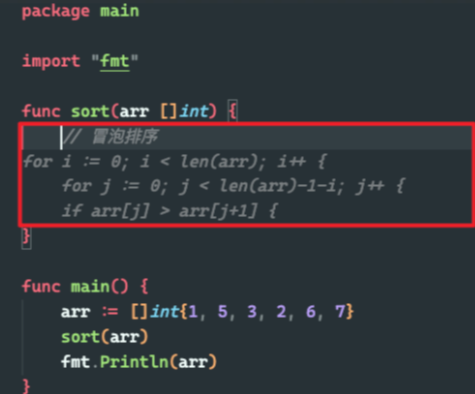 package main
import "fmt"
func sort(arr []int) {
// 冒泡排序
for i := 0; i < len(arr); i++ {
for j := 0; j < len(arr)-1-i; j++ {
if arr[j] > arr[j+1] {
}
func main() {
arr := []int{1, 5, 3, 2, 6, 7}
sort(arr)
fmt.Println(arr)
}